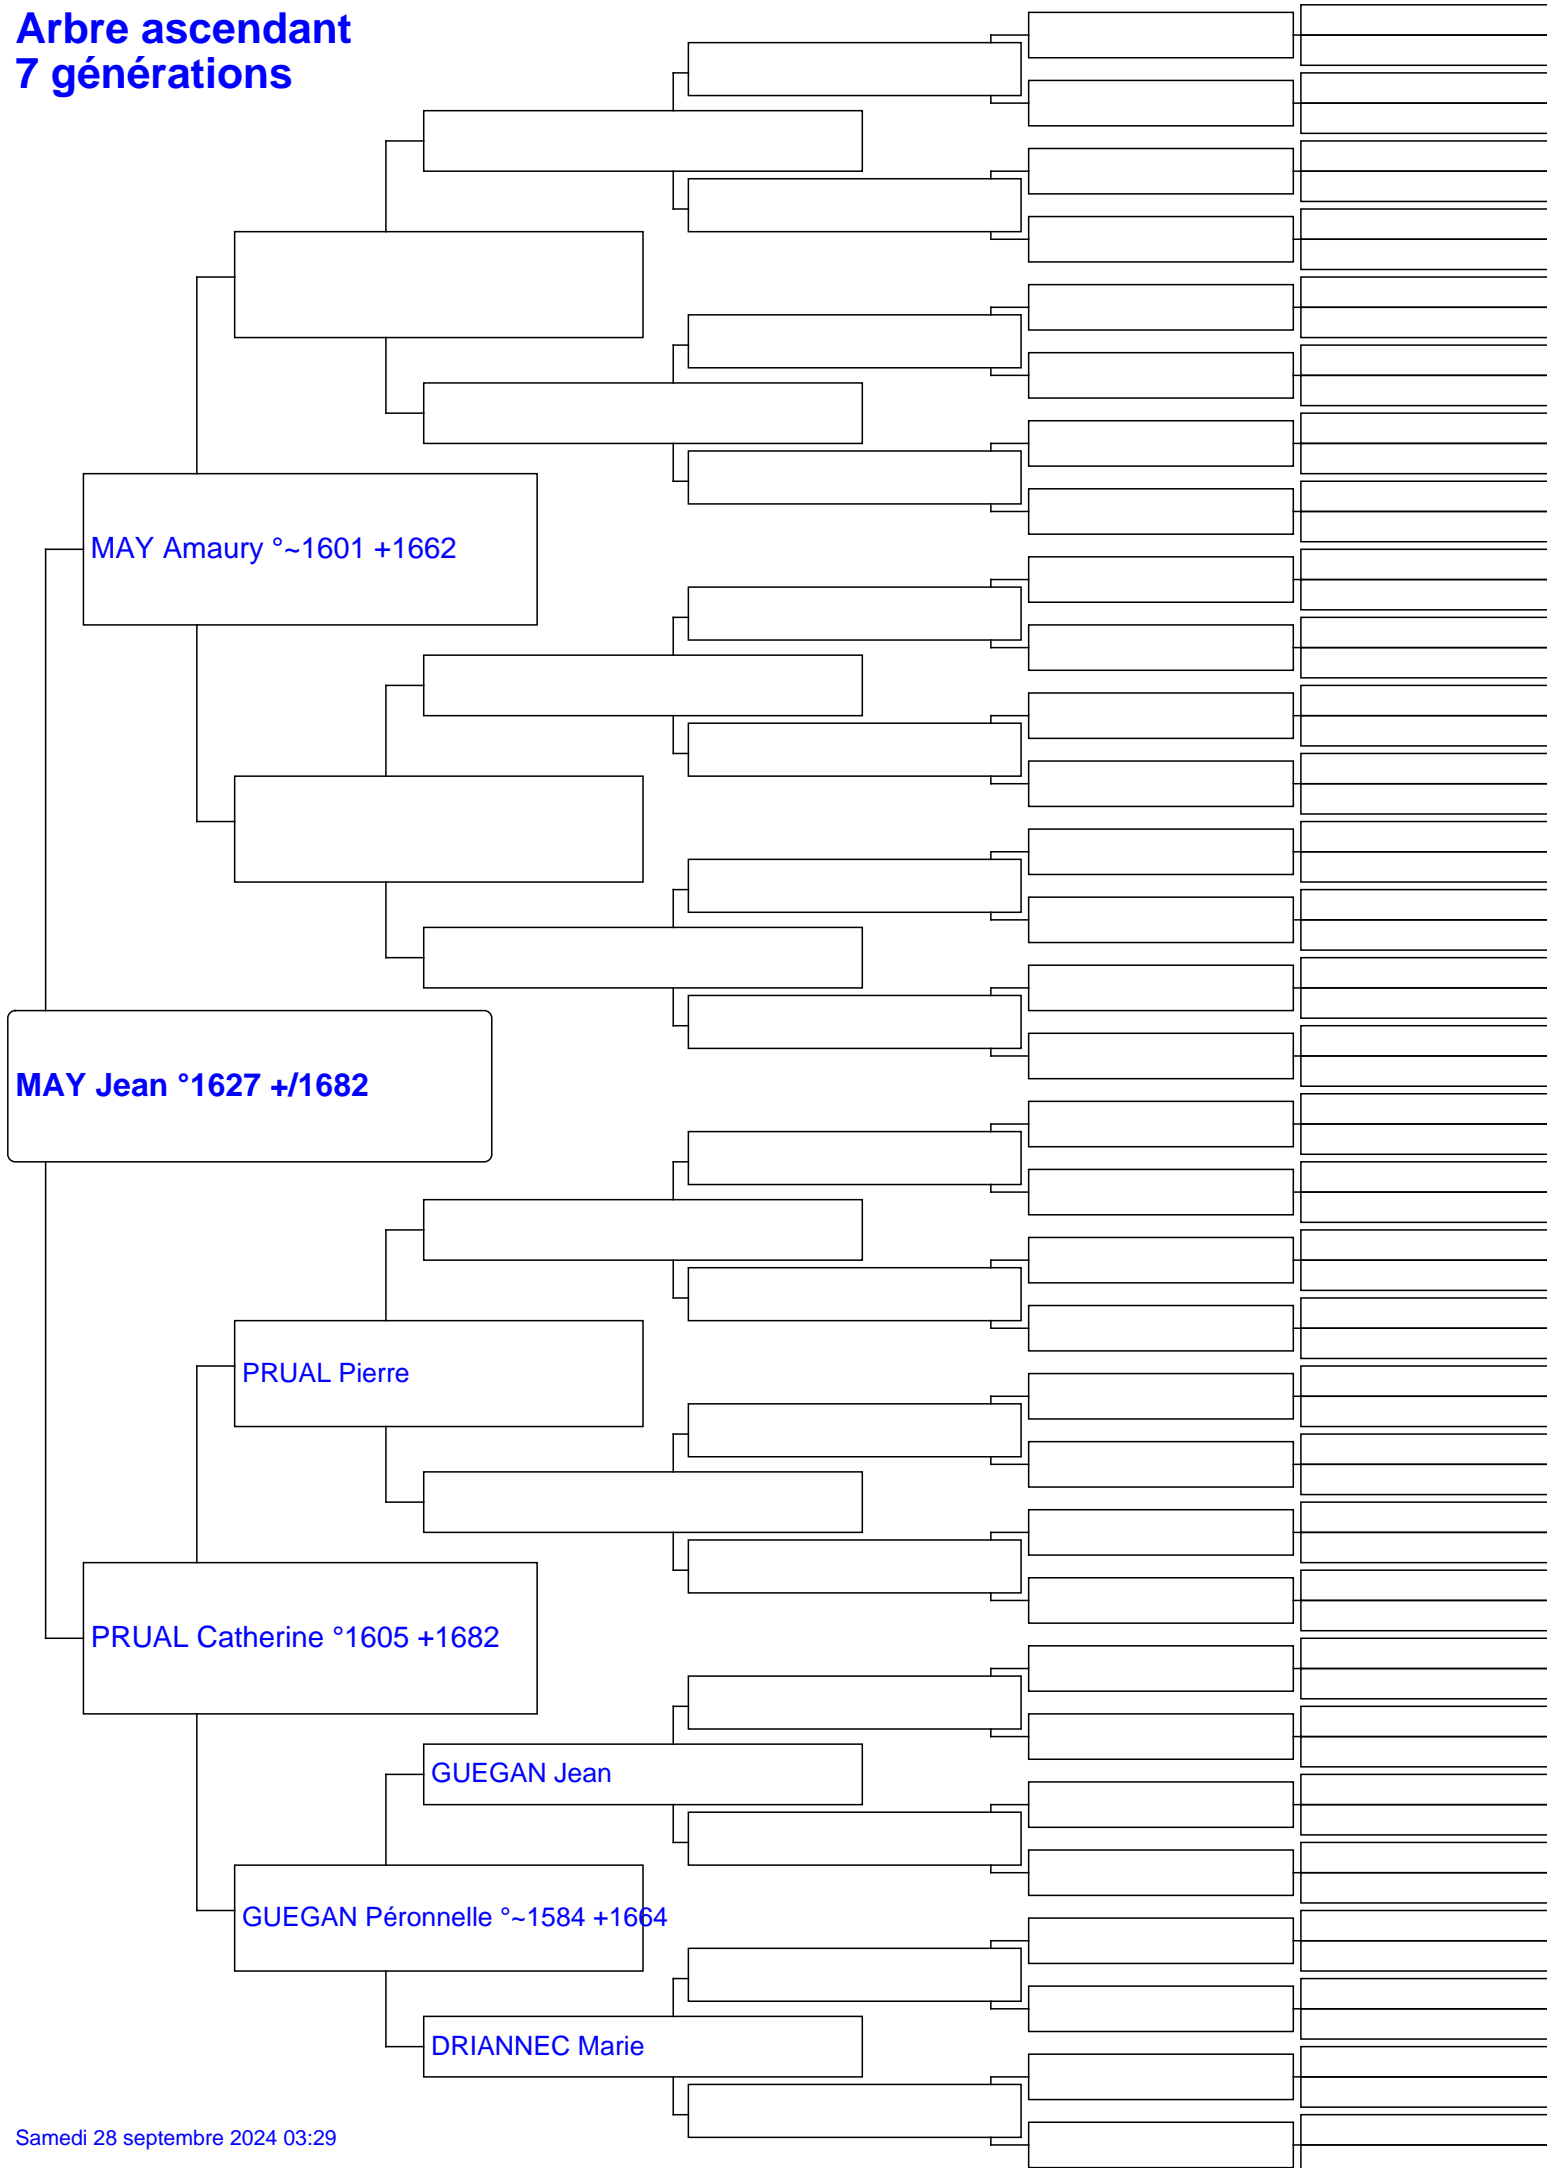 Arbre ascendant
7 générations
MAY Amaury °~1601 +1662
MAY Jean °1627 +/1682
PRUAL Pierre
PRUAL Catherine °1605 +1682
GUEGAN Jean
GUEGAN Péronnelle °~1584 +1664
DRIANNEC Marie
Samedi 28 septembre 2024 03:29